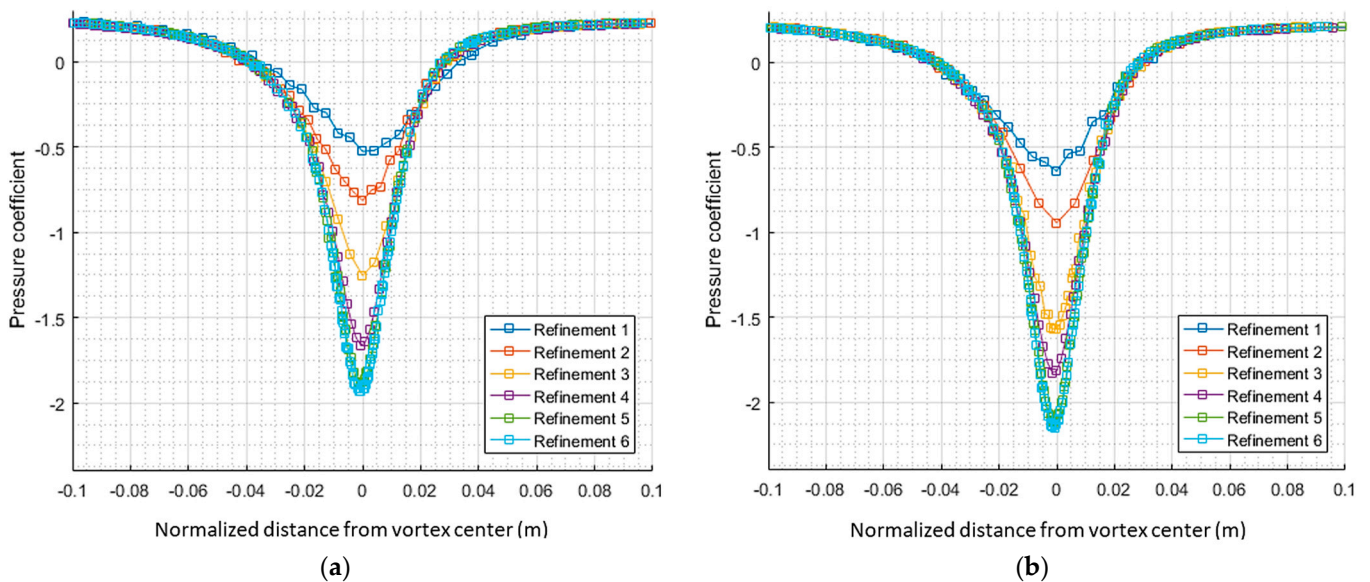 Pressure coefficient
0
-0.5
-1
-1.5
-2
Refinement 1
Refinement 2
Refinement 3
Refinement 4
Refinement 5
Refinement 6
-0.1 -0.08 -0.06 -0.04 -0.02 0 0.02 0.04 0.06 0.08 0.1
Normalized distance from vortex center (m)
(a)
Pressure coefficient
0
-0.5
-1
-1.5
-2
Refinement 1
Refinement 2
Refinement 3
Refinement 4
Refinement 5
Refinement 6
-0.1 -0.08 -0.06 -0.04 -0.02 0 0.02 0.04 0.06 0.08 0.1
Normalized distance from vortex center (m)
(b)